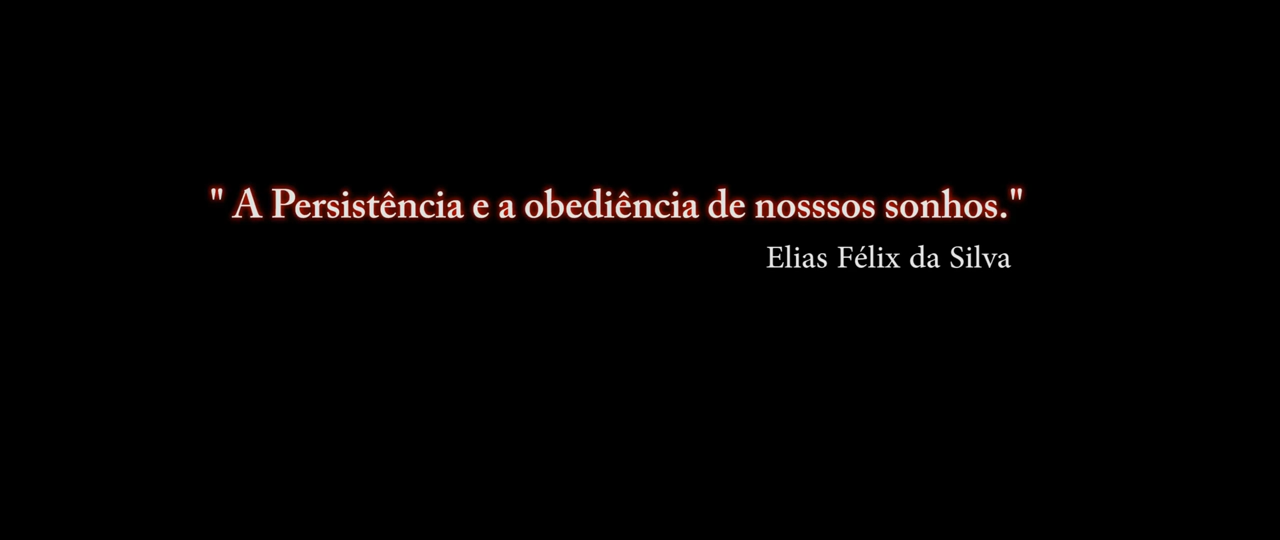 " A Persistência e a obediência de nosssos sonhos."
Elias Félix da Silva